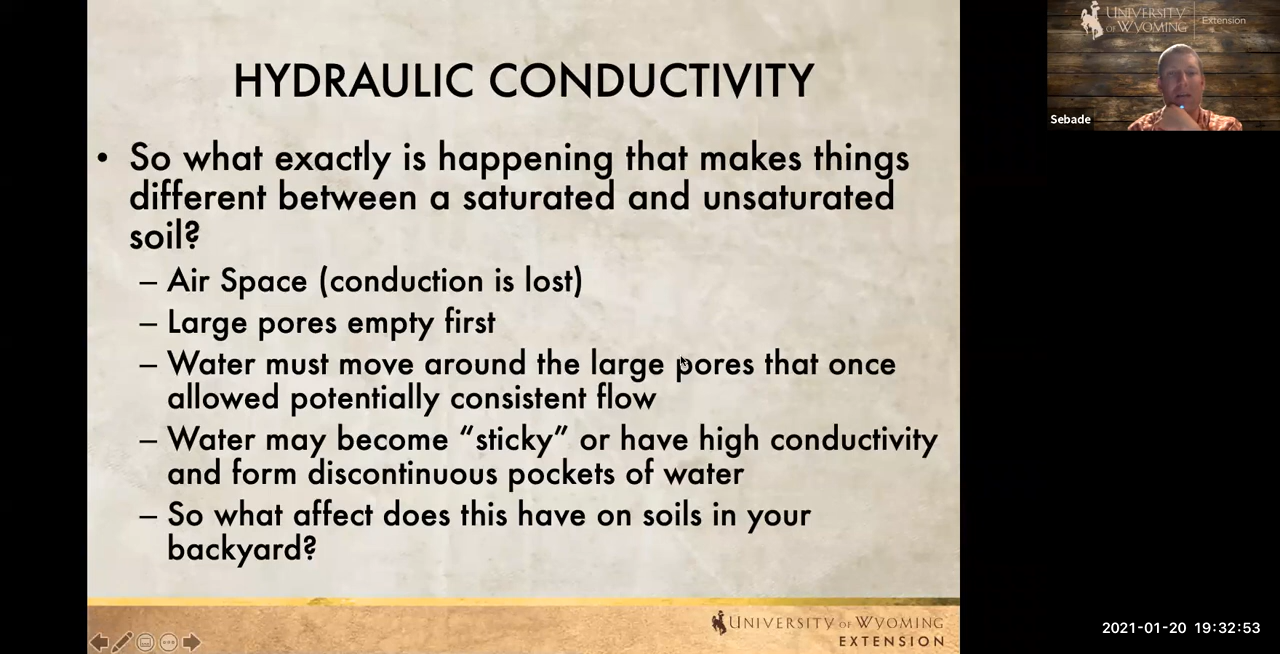 HYDRAULIC CONDUCTIVITY
• So what exactly is happening that makes things
different between a saturated and unsaturated
soil?
– Air Space (conduction is lost)
– Large pores empty first
– Water must move around the large pores that once
allowed potentially consistent flow
– Water may become “sticky” or have high conductivity
and form discontinuous pockets of water
– So what affect does this have on soils in your
backyard?
UNIVERSITY OF WYOMING
EXTENSION
UNIVERSITY
OF WYOMING
Extension
Sebade
2021-01-20 19:32:53